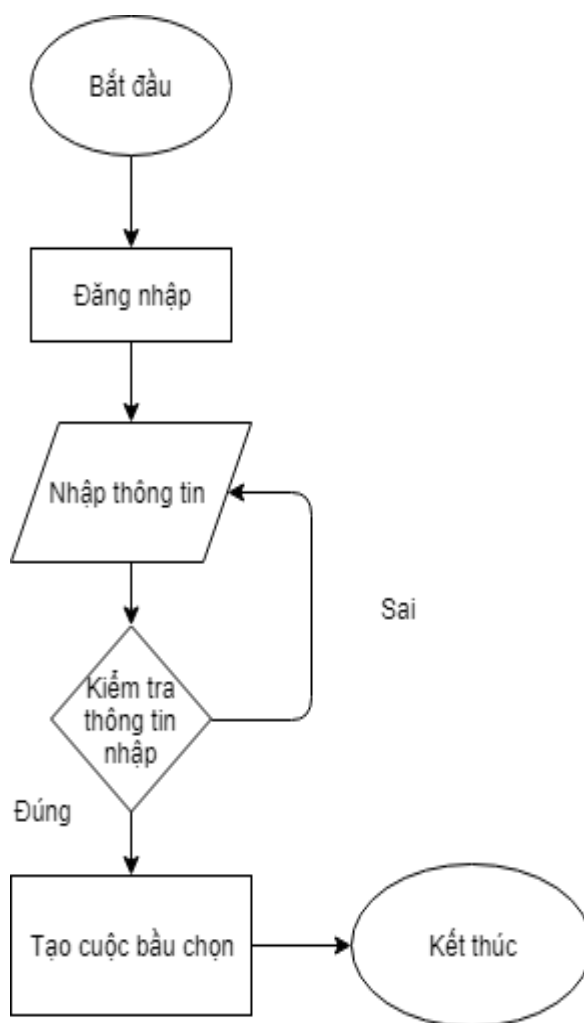 Bắt đầu
Đăng nhập
Nhập thông tin
Sai
Kiểm tra
thông tin
nhập
Đúng
Tạo cuộc bầu chọn
Kết thúc